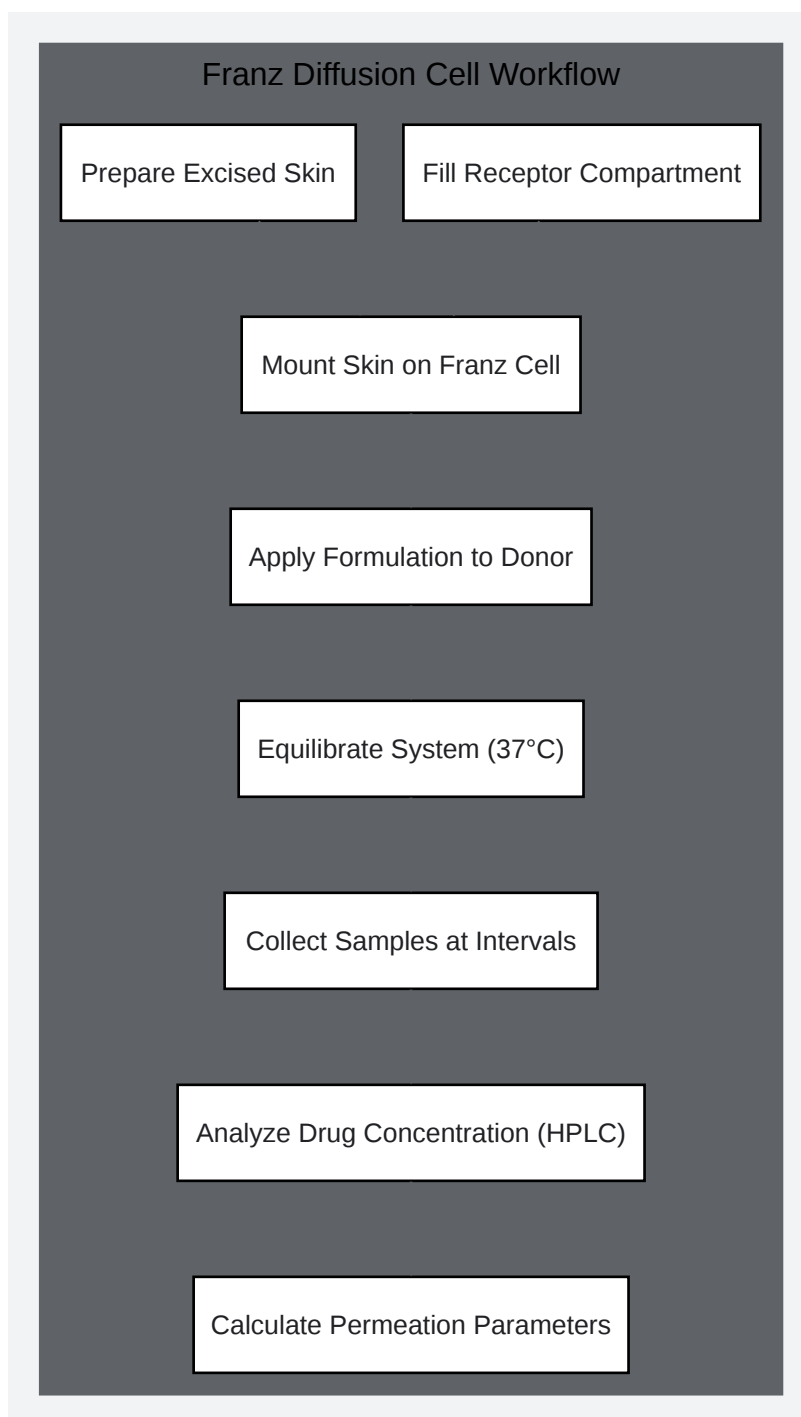 Franz Diffusion Cell Workflow
Prepare Excised Skin
Fill Receptor Compartment
Mount Skin on Franz Cell
Apply Formulation to Donor
Equilibrate System (37°C)
Collect Samples at Intervals
Analyze Drug Concentration (HPLC)
Calculate Permeation Parameters